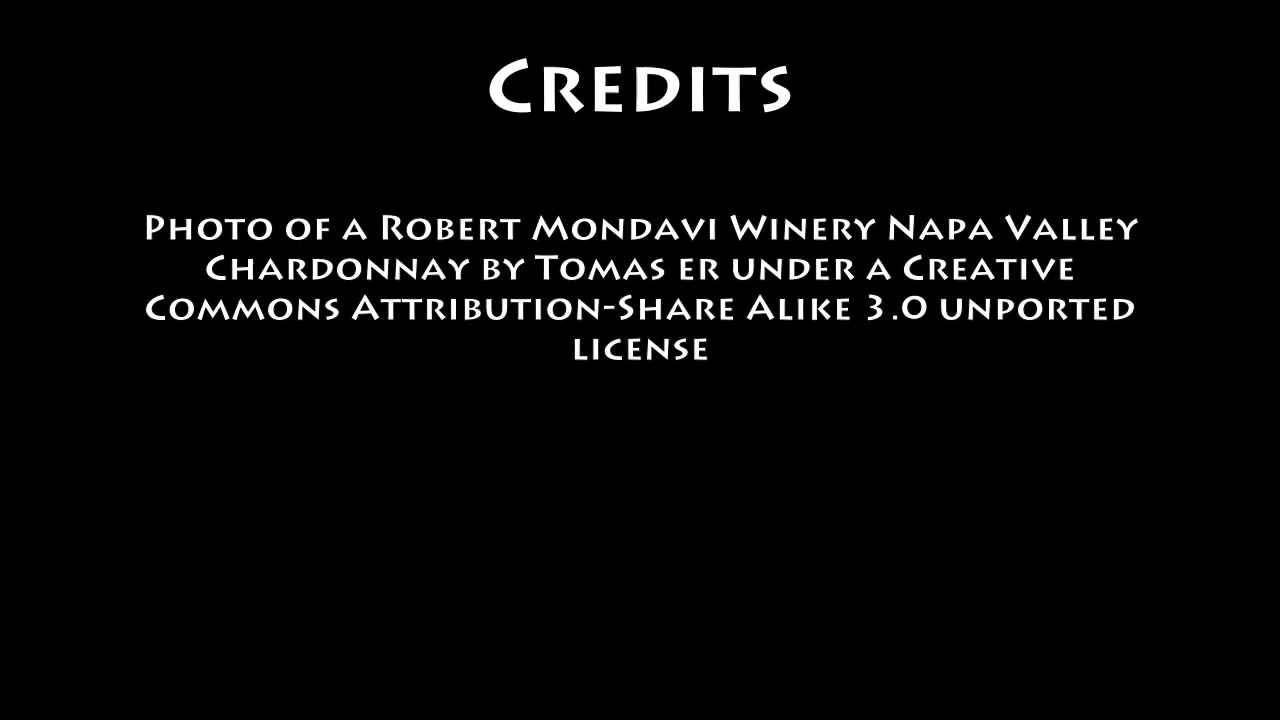 Credits
Photo of a Robert Mondavi Winery Napa Valley
Chardonnay by Tomas er under a Creative
Commons Attribution-Share Alike 3.0 unported
license